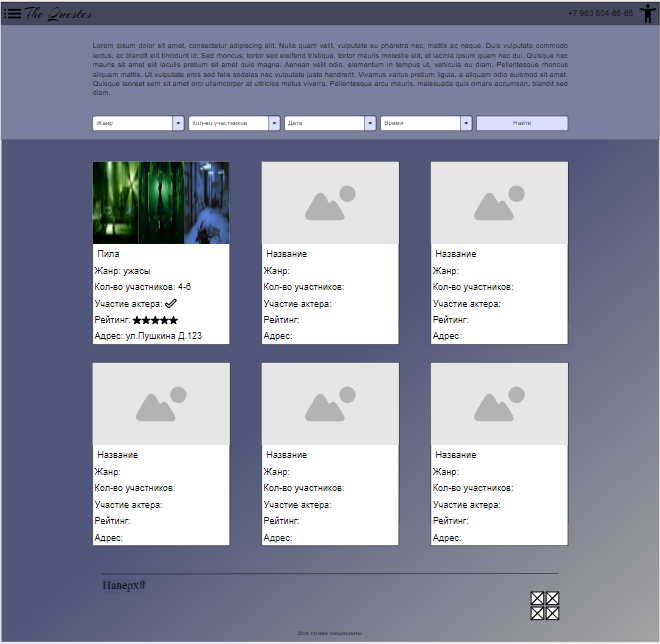 The Questes
+7 963 504-66-65
Lorem ipsum dolor sit amet, consectetur adipiscing elit. Nulla quam velit, vulputate eu pharetra nec, mattis ac neque. Duis vulputate commodo
lectus, ac blandit elit tincidunt id. Sed rhoncus, tortor sed eleifend tristique, tortor mauris molestie elit, et lacinia ipsum quam nec dui. Quisque nec
mauris sit amet elit iaculis pretium sit amet quis magna. Aenean velit odio, elementum in tempus ut, vehicula eu diam. Pellentesque rhoncus
aliquam mattis. Ut vulputate eros sed felis sodales nec vulputate justo hendrerit. Vivamus varius pretium ligula, a aliquam odio euismod sit amet.
Quisque laoreet sem sit amet orci ullamcorper at ultricies metus viverra. Pellentesque arcu mauris, malesuada quis ornare accumsan, blandit sed
diam.
Жанр Кол-во участников Дата Время Найти
Пила
Жанр: ужасы
Кол-во участников: 4-6
Участие актера:
Рейтинг:
Адрес: ул.Пушкина Д.123
Название
Жанр:
Кол-во участников:
Участие актера:
Рейтинг:
Адрес:
Название
Жанр:
Кол-во участников:
Участие актера:
Рейтинг:
Адрес:
Название
Жанр:
Кол-во участников:
Участие актера:
Рейтинг:
Адрес:
Название
Жанр:
Кол-во участников:
Участие актера:
Рейтинг:
Адрес:
Название
Жанр:
Кол-во участников:
Участие актера:
Рейтинг:
Адрес:
Наверх⇑
Все права защищены